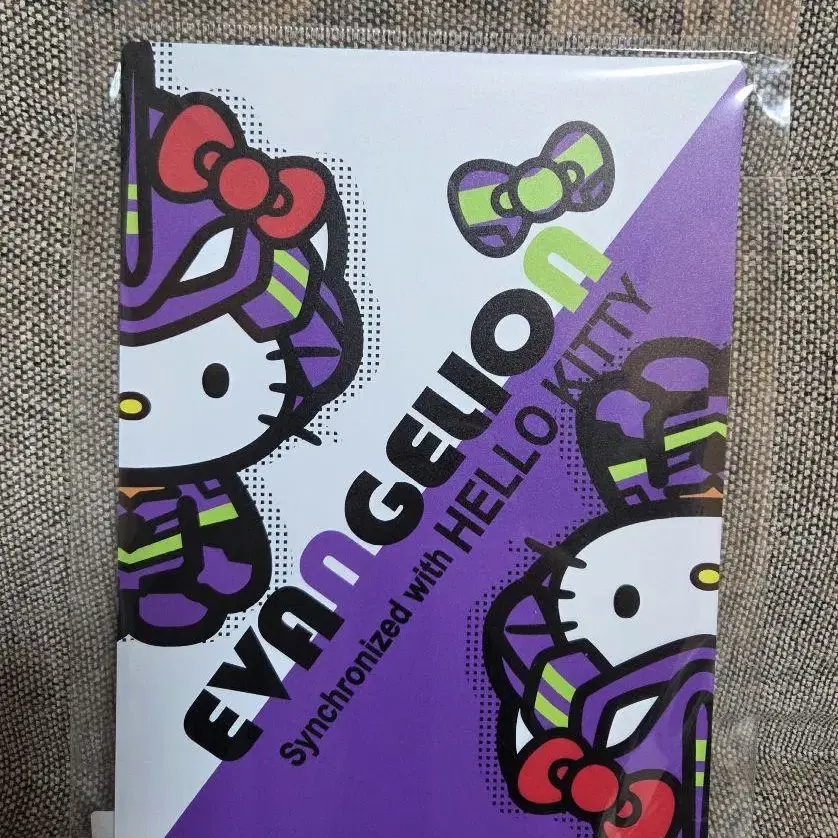 EVANGELION
Synchronized with HELLO KITTY